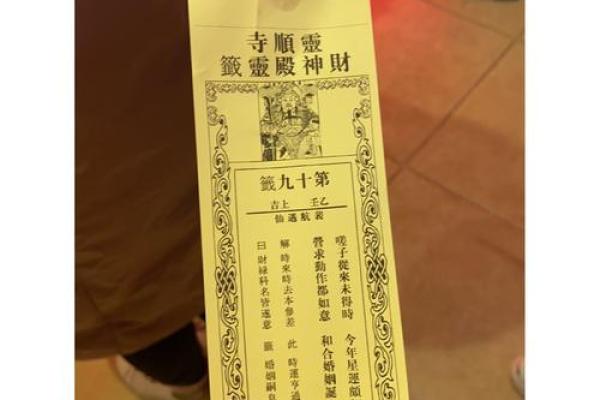 靈順寺
財神殿靈籤
第十九籤
乙壬 上吉
裴航遇仙
嗟子從來未得時 今年星運頗
營求動作都如意 和合婚姻誕
解 時來時去本參差 此 時運亨通
曰 財祿科名皆遂意 籤 婚姻嗣息